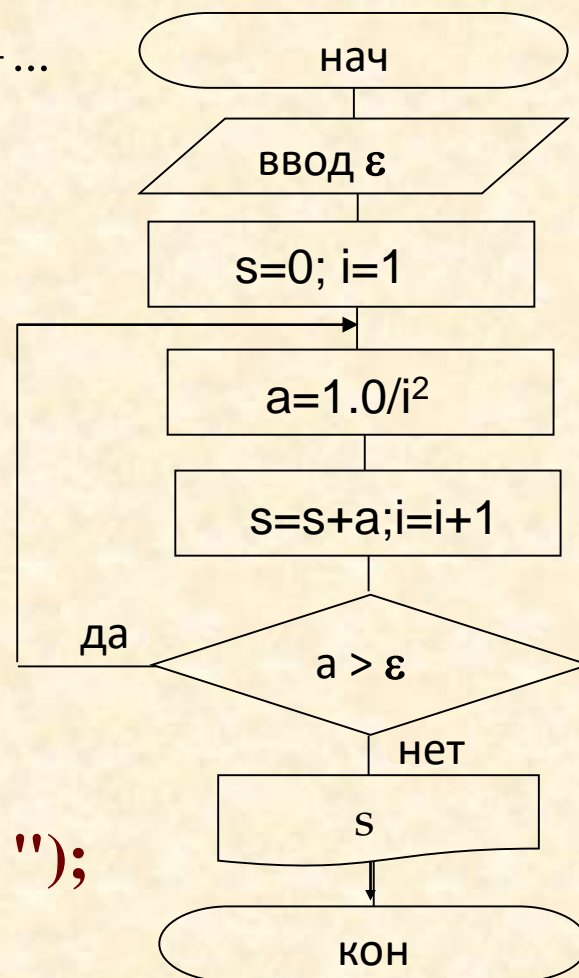 ...
нач
ввод ε
s=0; i=1
a=1.0/i²
s=s+a;i=i+1
да
a > ε
нет
s
");
кон